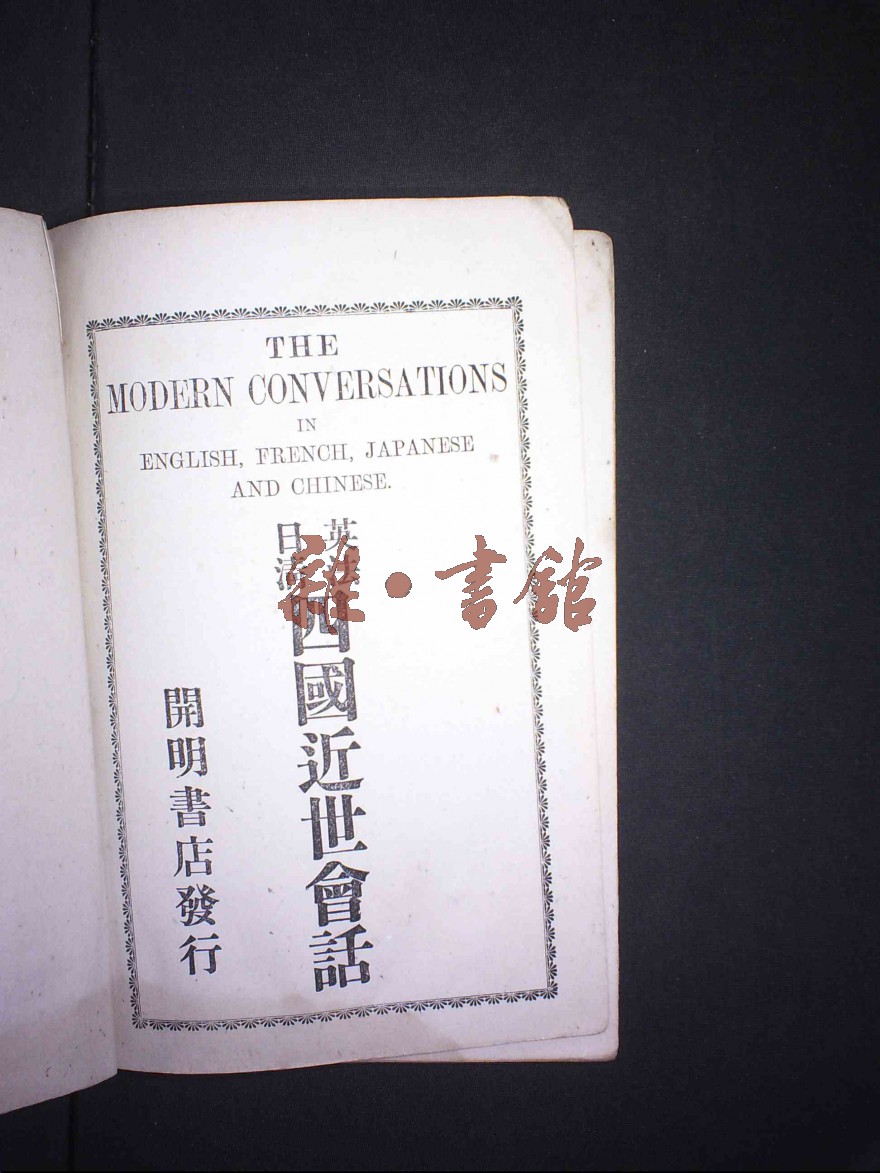 THE
MODERN CONVERSATIONS
IN
ENGLISH, FRENCH, JAPANESE
AND CHINESE.
英法
日清
四國近世會話
開明書店發行
雜·書館